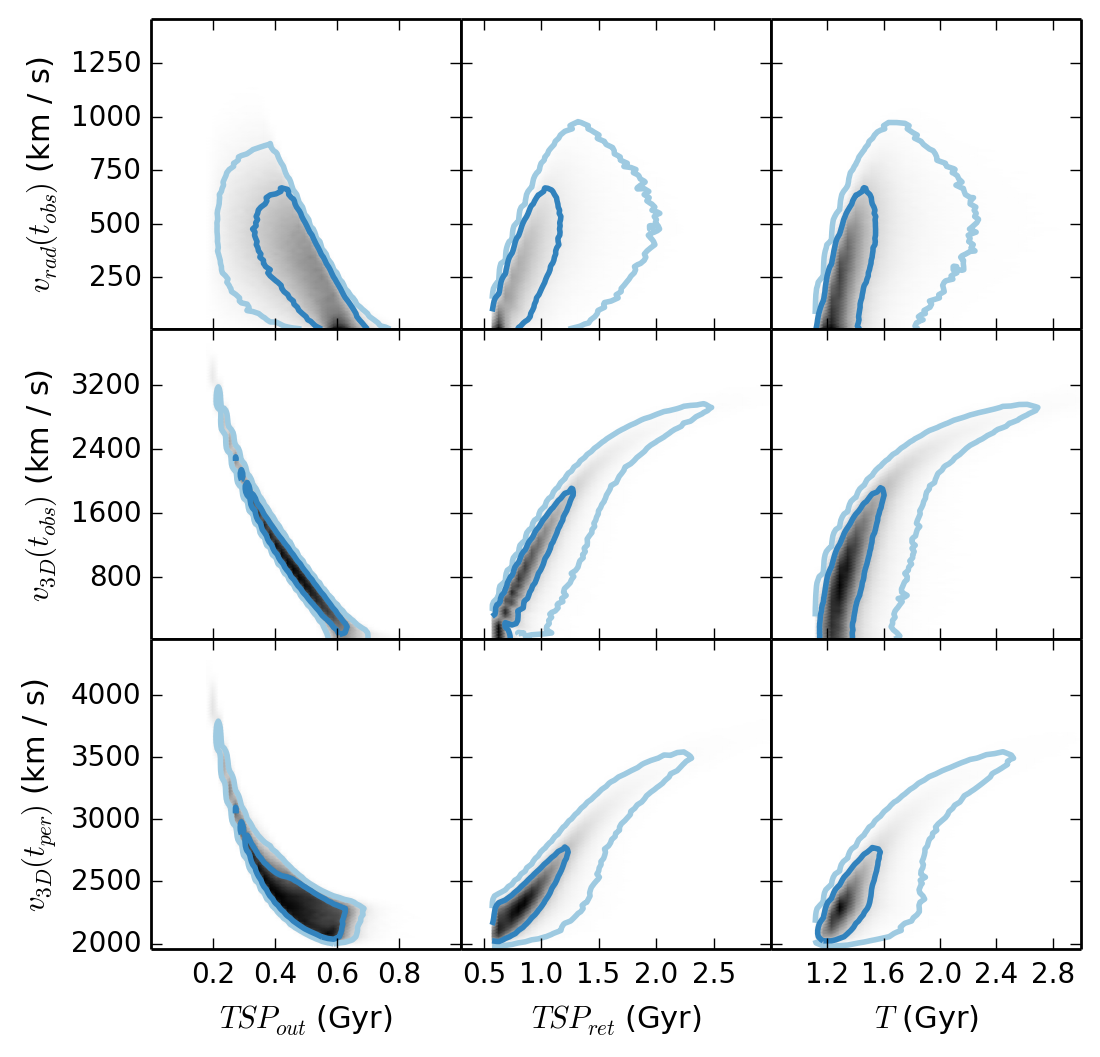 v_rad(t_obs) (km / s)
1250
1000
750
500
250
v_3D(t_obs) (km / s)
3200
2400
1600
800
v_3D(t_per) (km / s)
4000
3500
3000
2500
2000
0.2 0.4 0.6 0.8
0.5 1.0 1.5 2.0 2.5
1.2 1.6 2.0 2.4 2.8
TSP_out (Gyr)
TSP_ret (Gyr)
T (Gyr)